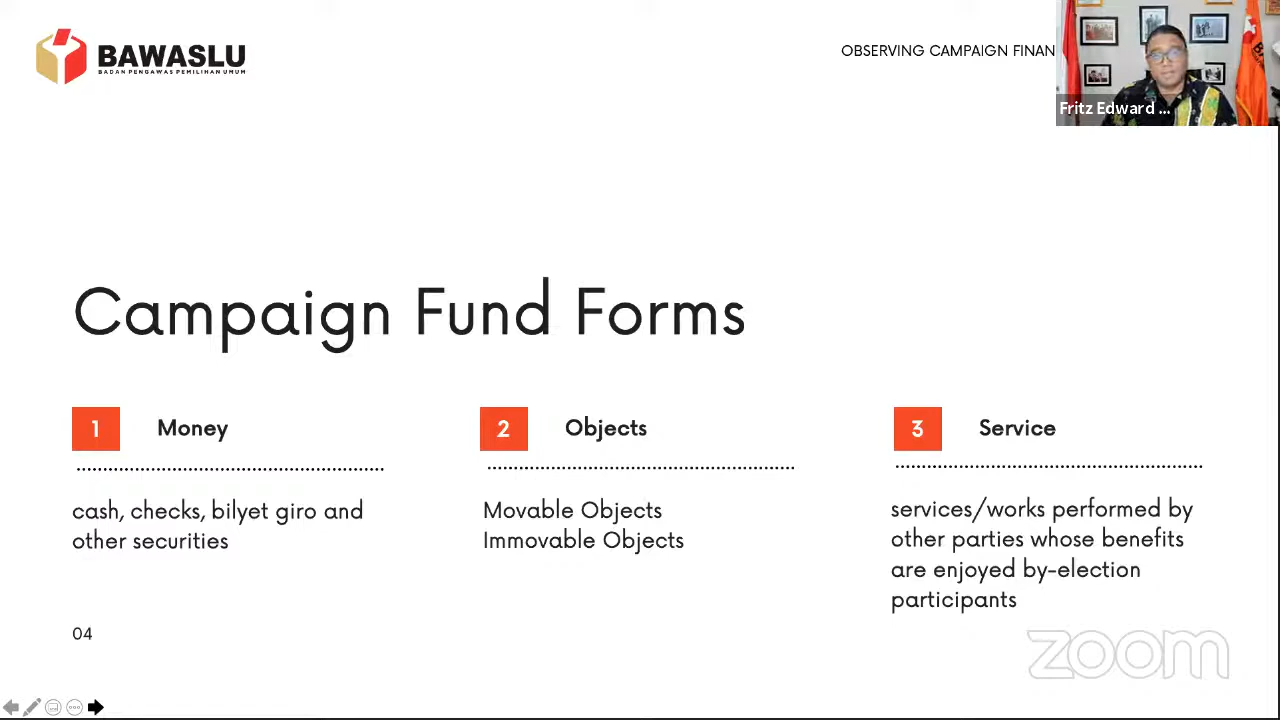 BAWASLU
BADAN PENGAWAS PEMILIHAN UMUM
OBSERVING CAMPAIGN FINAN
Fritz Edward ...
Campaign Fund Forms
1 Money
cash, checks, bilyet giro and
other securities
2 Objects
Movable Objects
Immovable Objects
3 Service
services/works performed by
other parties whose benefits
are enjoyed by-election
participants
04
zoom